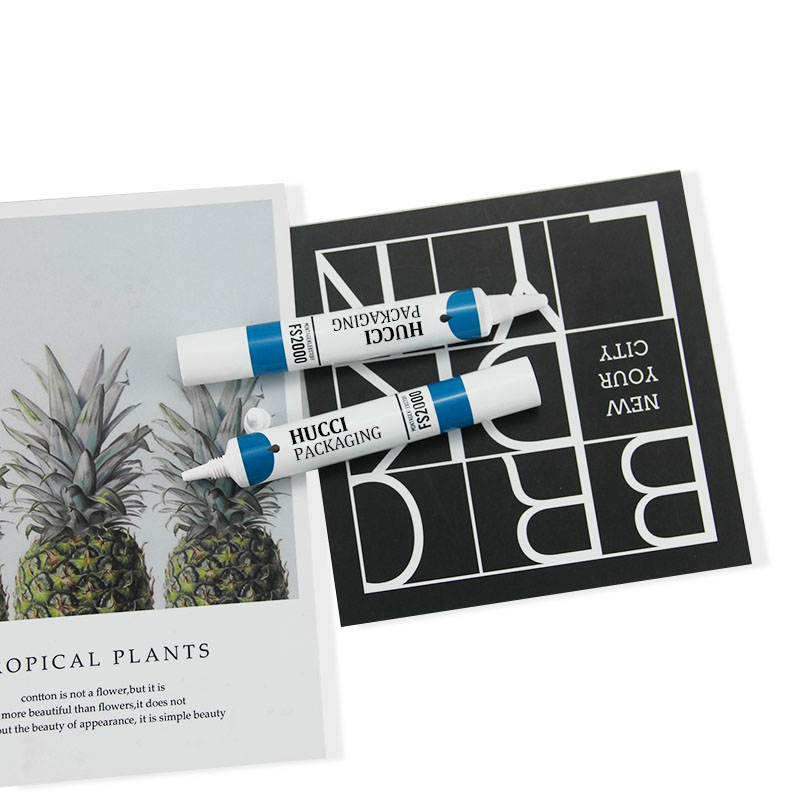 HUCCI
PACKAGING
FS2000
HUCCI
PACKAGING
FS2000
NEW
YOUR
CITY
ROPICAL PLANTS
contton is not a flower,but it is
more beautiful than flowers,it does not
out the beauty of appearance, it is simple beauty